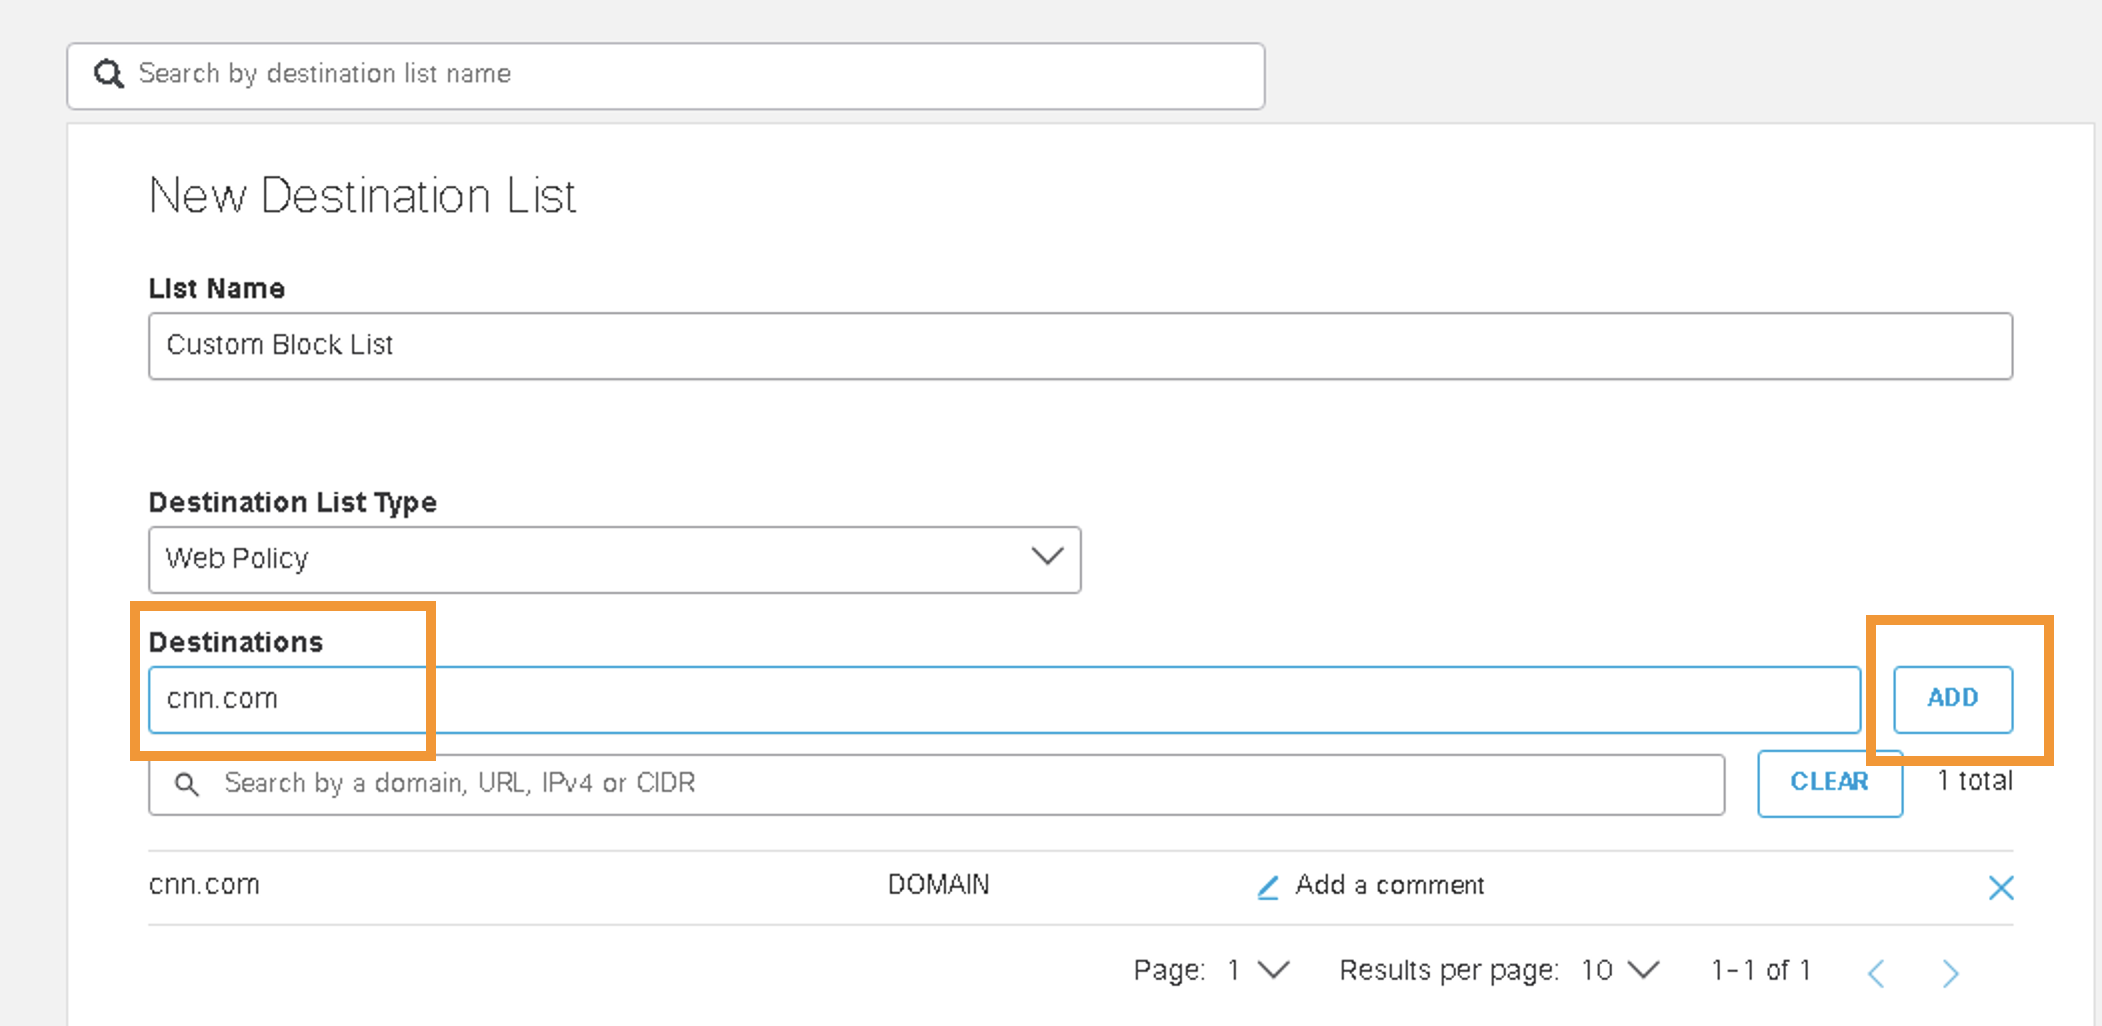 Search by destination list name
New Destination List
List Name
Custom Block List
Destination List Type
Web Policy
Destinations
cnn.com
ADD
Search by a domain, URL, IPv4 or CIDR
CLEAR
1 total
cnn.com DOMAIN Add a comment
Page: 1 Results per page: 10 1-1 of 1